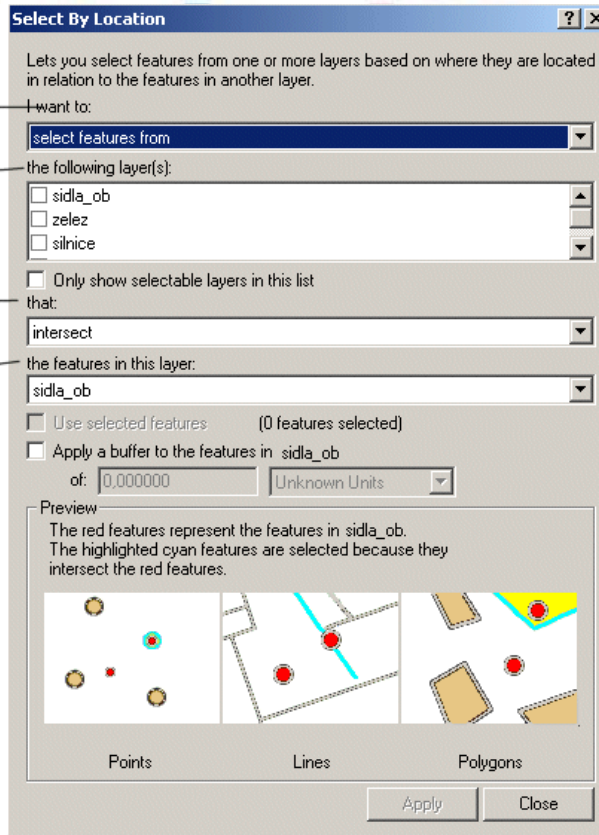 Select By Location
Lets you select features from one or more layers based on where they are located
in relation to the features in another layer.
I want to:
select features from
the following layer(s):
sidla_ob
zelez
silnice
Only show selectable layers in this list
that:
intersect
the features in this layer:
sidla_ob
Use selected features (0 features selected)
Apply a buffer to the features in sidla_ob
of: 0,000000 Unknown Units
Preview
The red features represent the features in sidla_ob.
The highlighted cyan features are selected because they
intersect the red features.
Points Lines Polygons
Apply Close